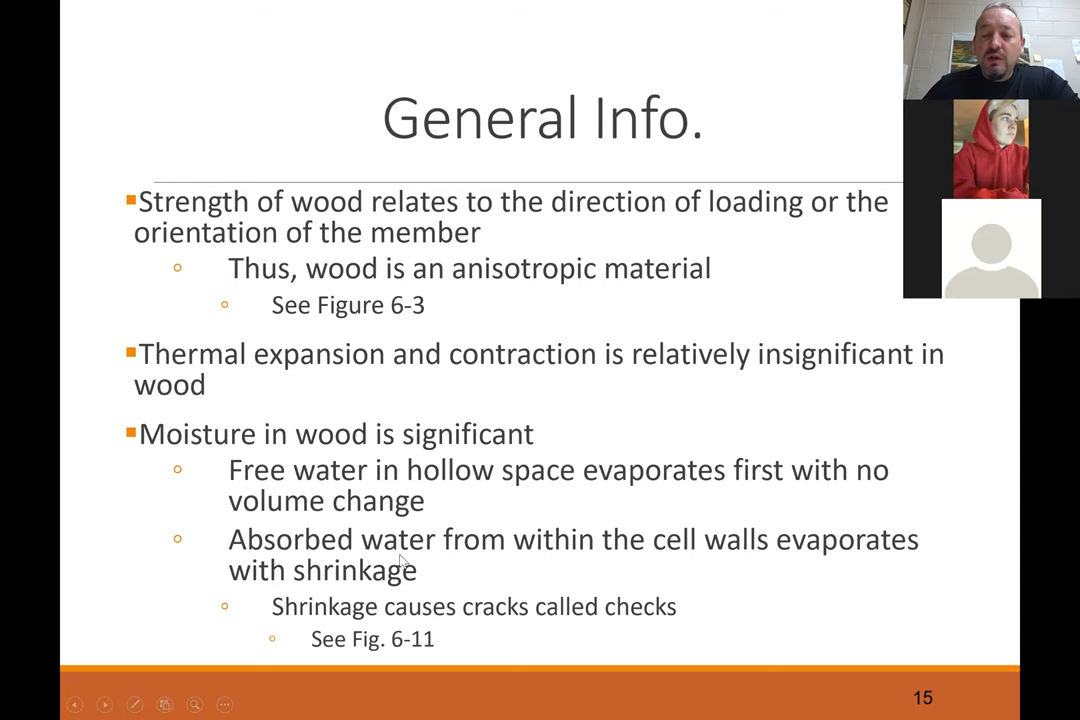 General Info.
▪Strength of wood relates to the direction of loading or the
orientation of the member
◦ Thus, wood is an anisotropic material
◦ See Figure 6-3
▪Thermal expansion and contraction is relatively insignificant in
wood
▪Moisture in wood is significant
◦ Free water in hollow space evaporates first with no
volume change
◦ Absorbed water from within the cell walls evaporates
with shrinkage
◦ Shrinkage causes cracks called checks
◦ See Fig. 6-11
15